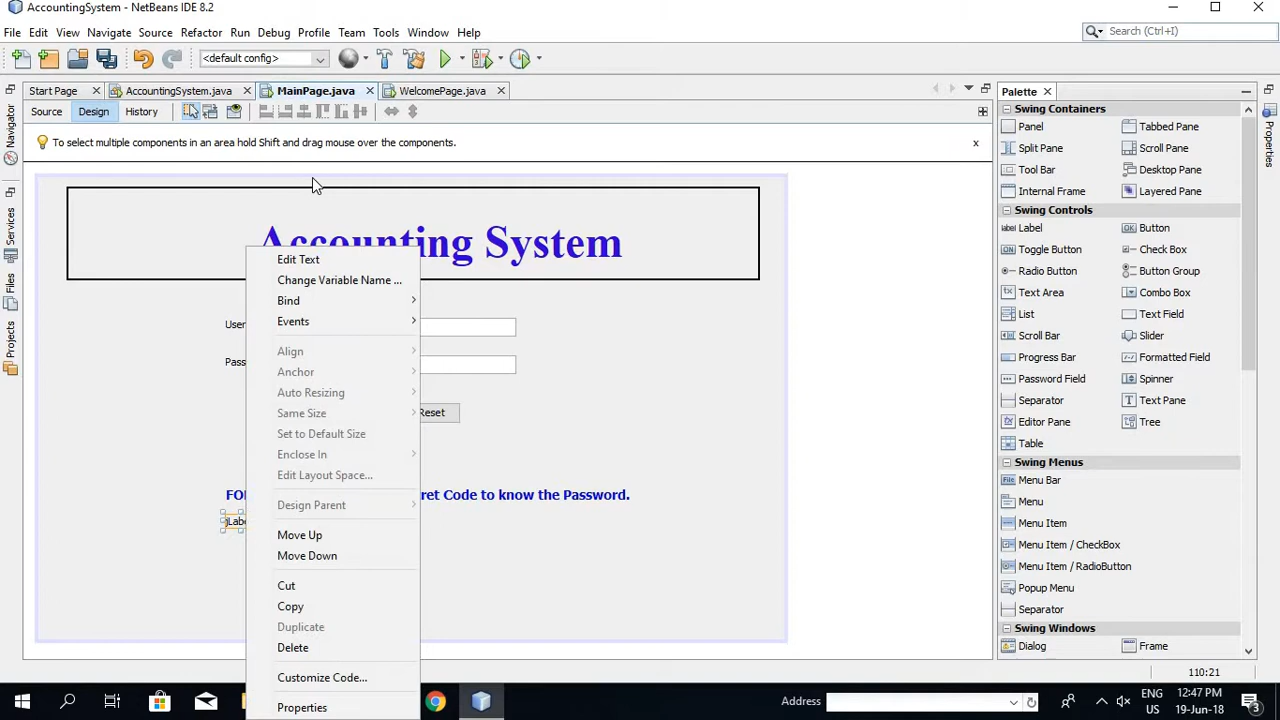 AccountingSystem - NetBeans IDE 8.2
File Edit View Navigate Source Refactor Run Debug Profile Team Tools Window Help
Search (Ctrl+I)
<default config>
Start Page AccountingSystem.java MainPage.java WelcomePage.java
Source Design History
To select multiple components in an area hold Shift and drag mouse over the components.
Navigator
Services
Files
Projects
Accounting System
User
Pass
Reset
FO
ret Code to know the Password.
jLabe
Edit Text
Change Variable Name ...
Bind
Events
Align
Anchor
Auto Resizing
Same Size
Set to Default Size
Enclose In
Edit Layout Space...
Design Parent
Move Up
Move Down
Cut
Copy
Duplicate
Delete
Customize Code...
Properties
Palette
Swing Containers
Panel Tabbed Pane
Split Pane Scroll Pane
Tool Bar Desktop Pane
Internal Frame Layered Pane
Swing Controls
Label Button
Toggle Button Check Box
Radio Button Button Group
Text Area Combo Box
List Text Field
Scroll Bar Slider
Progress Bar Formatted Field
Password Field Spinner
Separator Text Pane
Editor Pane Tree
Table
Swing Menus
Menu Bar
Menu
Menu Item
Menu Item / CheckBox
Menu Item / RadioButton
Popup Menu
Separator
Swing Windows
Dialog Frame
Properties
110:21
Address
ENG
US
12:47 PM
19-Jun-18
3